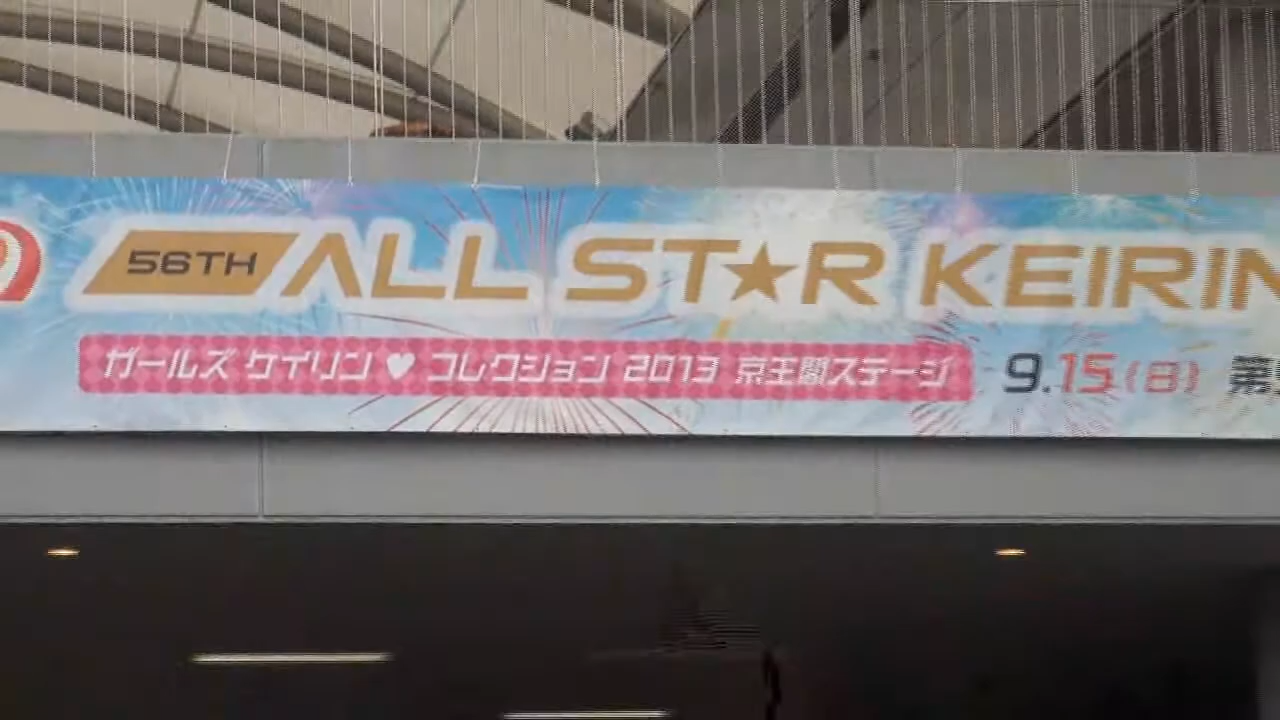 56TH ALL ST★R KEIRIN
ガールズ ケイリン ♥ コレクション 2013 京王閣ステージ 9.15(日) 第